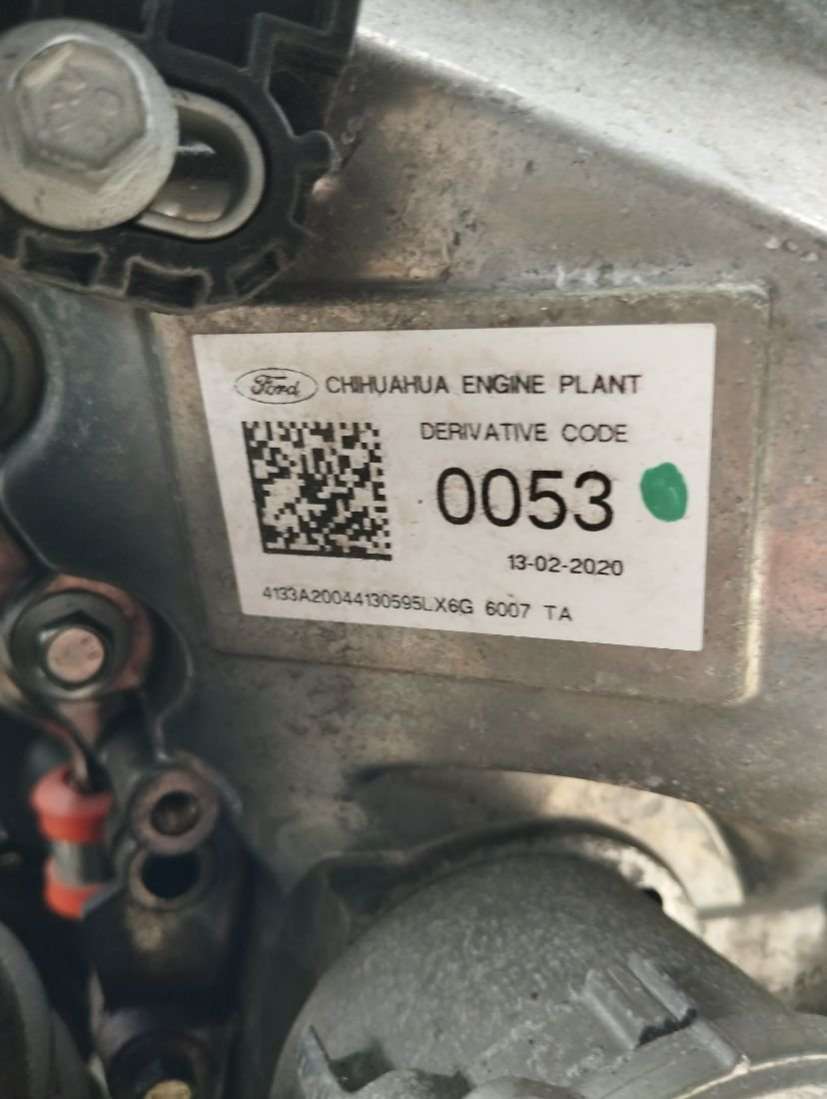 Ford CHIHUAHUA ENGINE PLANT
DERIVATIVE CODE
0053
13-02-2020
4133A20044130595LX6G 6007 TA